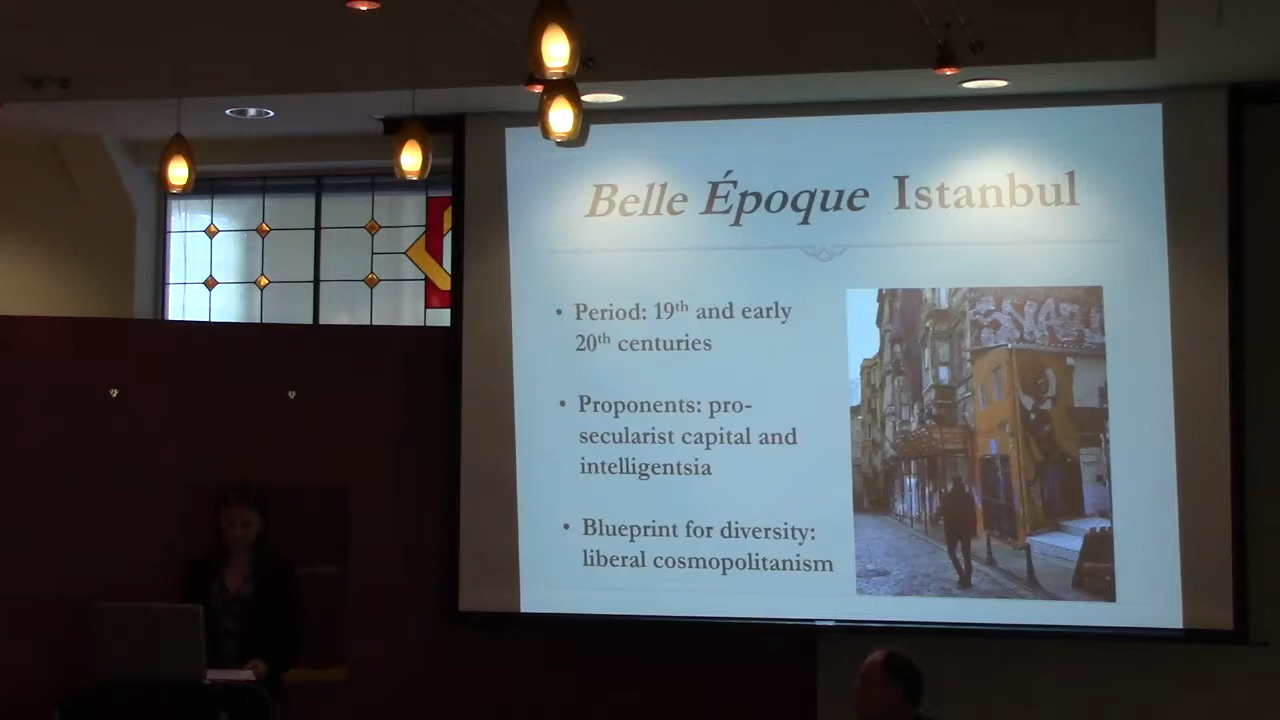 Belle Époque Istanbul
• Period: 19th and early
20th centuries
• Proponents: pro-
secularist capital and
intelligentsia
• Blueprint for diversity:
liberal cosmopolitanism